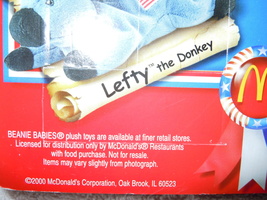 Lefty™ the Donkey
BEANIE BABIES® plush toys are available at finer retail stores.
Licensed for distribution only by McDonald's® Restaurants
with food purchase. Not for resale.
Items may vary slightly from photograph.
©2000 McDonald's Corporation, Oak Brook, IL 60523